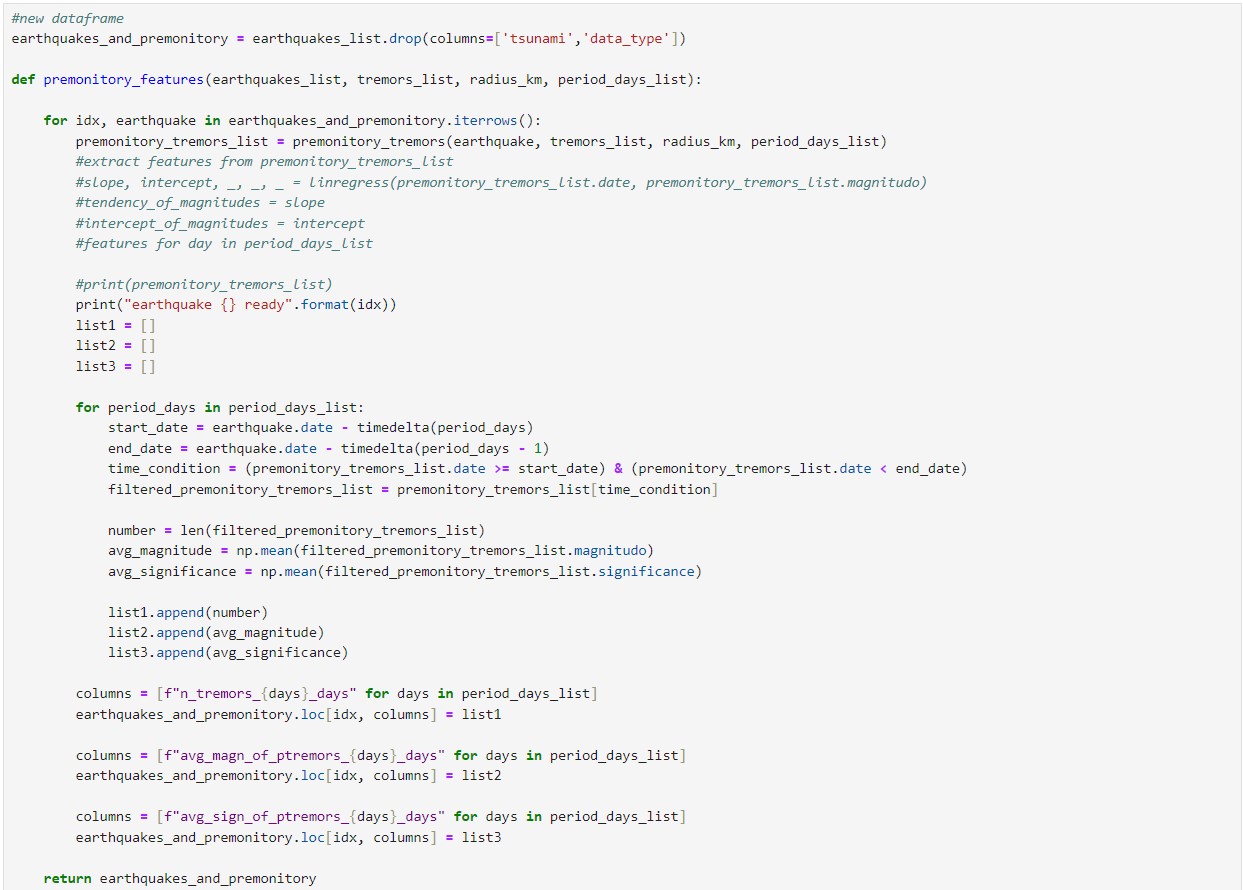 #new dataframe
earthquakes_and_premonitory = earthquakes_list.drop(columns=['tsunami','data_type'])
def premonitory_features(earthquakes_list, tremors_list, radius_km, period_days_list):
for idx, earthquake in earthquakes_and_premonitory.iterrows():
premonitory_tremors_list = premonitory_tremors(earthquake, tremors_list, radius_km, period_days_list)
#extract features from premonitory_tremors_list
#slope, intercept, _, _, _ = linregress(premonitory_tremors_list.date, premonitory_tremors_list.magnitudo)
#tendency_of_magnitudes = slope
#intercept_of_magnitudes = intercept
#features for day in period_days_list
#print(premonitory_tremors_list)
print("earthquake {} ready".format(idx))
list1 = []
list2 = []
list3 = []
for period_days in period_days_list:
start_date = earthquake.date - timedelta(period_days)
end_date = earthquake.date - timedelta(period_days - 1)
time_condition = (premonitory_tremors_list.date >= start_date) & (premonitory_tremors_list.date < end_date)
filtered_premonitory_tremors_list = premonitory_tremors_list[time_condition]
number = len(filtered_premonitory_tremors_list)
avg_magnitude = np.mean(filtered_premonitory_tremors_list.magnitudo)
avg_significance = np.mean(filtered_premonitory_tremors_list.significance)
list1.append(number)
list2.append(avg_magnitude)
list3.append(avg_significance)
columns = [f"n_tremors_{days}_days" for days in period_days_list]
earthquakes_and_premonitory.loc[idx, columns] = list1
columns = [f"avg_magn_of_ptremors_{days}_days" for days in period_days_list]
earthquakes_and_premonitory.loc[idx, columns] = list2
columns = [f"avg_sign_of_ptremors_{days}_days" for days in period_days_list]
earthquakes_and_premonitory.loc[idx, columns] = list3
return earthquakes_and_premonitory